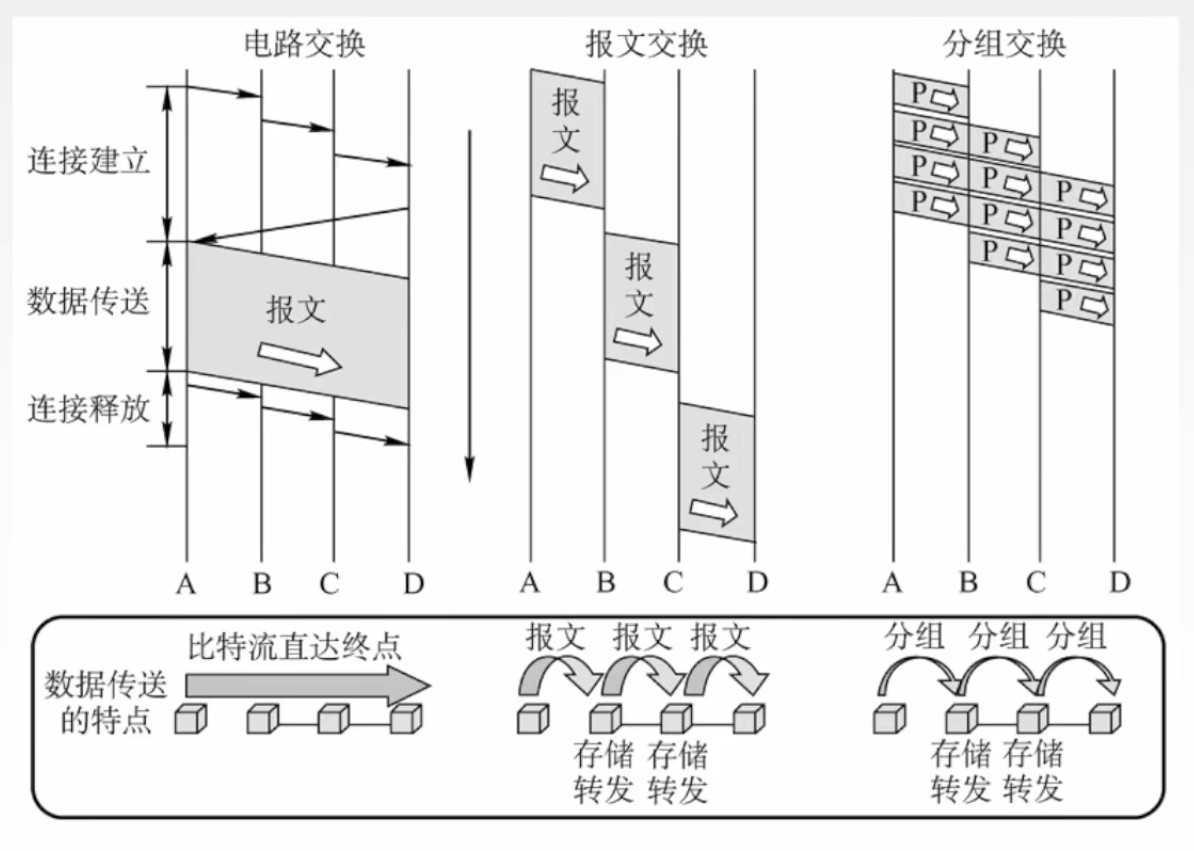 电路交换
报文交换
分组交换
连接建立
数据传送
连接释放
报文
A B C D
报
文
报
文
报
文
A B C D
P
P
P
P
P
P
P
P
P
P
P
P
A B C D
数据传送
的特点
比特流直达终点
报文 报文 报文
存储 存储
转发 转发
分组 分组 分组
存储 存储
转发 转发